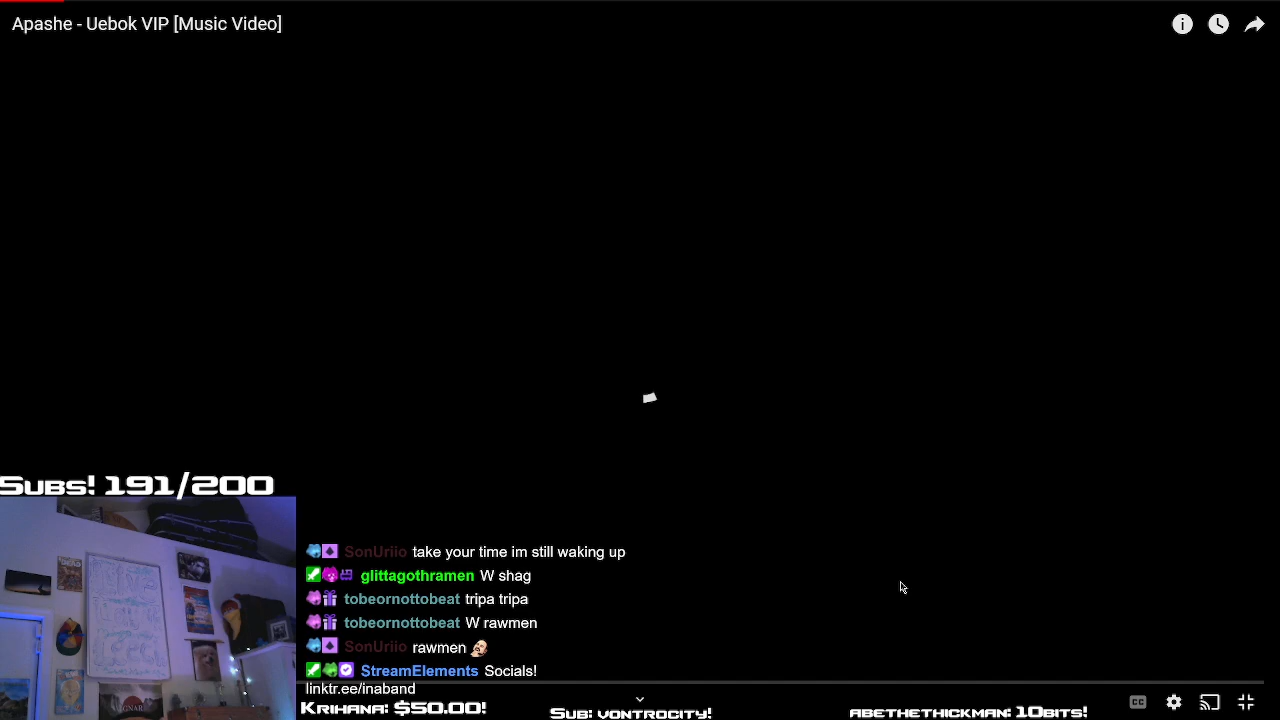 Apashe - Uebok VIP [Music Video]
Subs! 191/200
SonUriio take your time im still waking up
glittagothramen W shag
tobeornottobeat tripa tripa
tobeornottobeat W rawmen
SonUriio rawmen
StreamElements Socials!
linktr.ee/inaband
Krihana: $50.00!
Sub: vontrocity!
abethethickman: 10bits!
CC